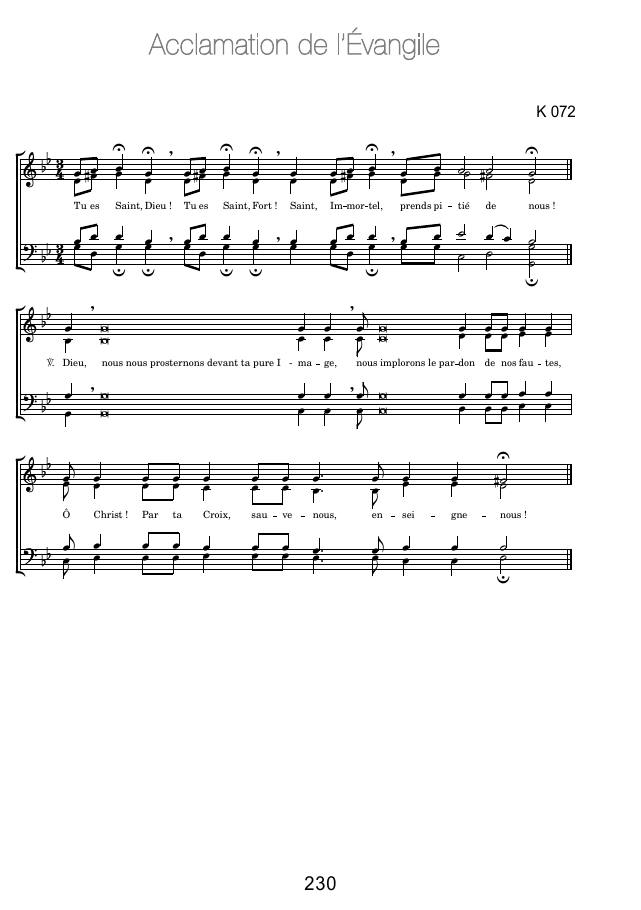 Acclamation de l'Évangile
K 072
Tu es Saint, Dieu ! Tu es Saint, Fort ! Saint, Im-mor-tel, prends pi-tié de nous !
℣. Dieu, nous nous prosternons devant ta pure I - ma-ge, nous implorons le par-don de nos fau-tes,
Ô Christ ! Par ta Croix, sau-ve-nous, en-sei-gne-nous !
230